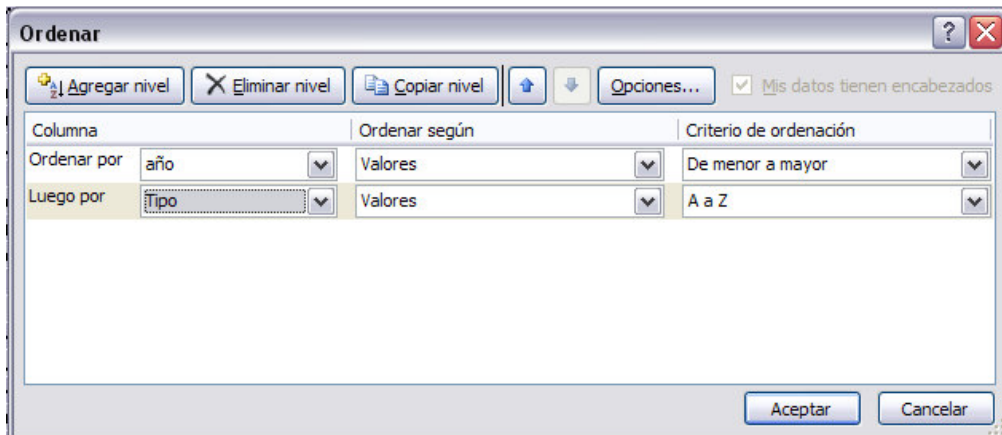 Ordenar
Agregar nivel Eliminar nivel Copiar nivel Opciones... Mis datos tienen encabezados
Columna Ordenar según Criterio de ordenación
Ordenar por año Valores De menor a mayor
Luego por Tipo Valores A a Z
Aceptar Cancelar